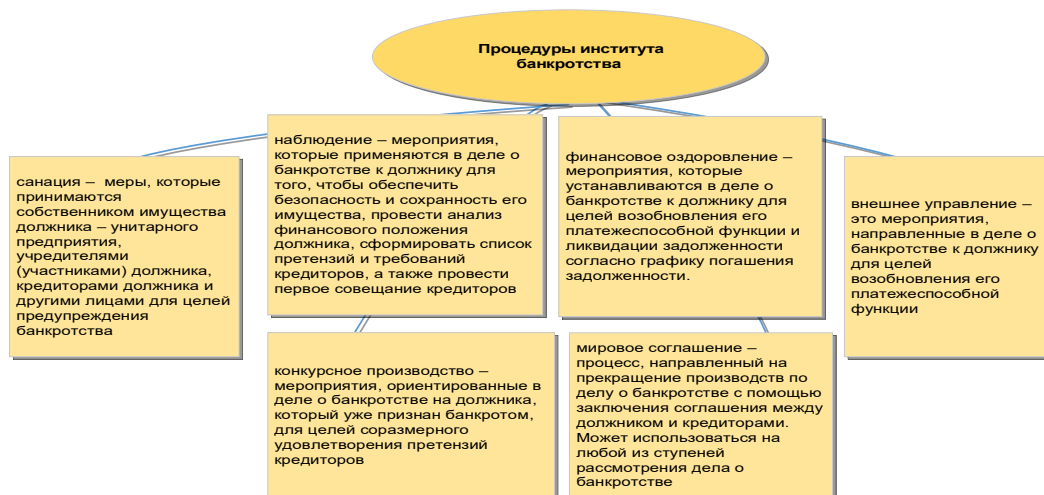 Процедуры института
банкротства
санация –  меры, которые
принимаются
собственником имущества
должника – унитарного
предприятия,
учредителями
(участниками) должника,
кредиторами должника и
другими лицами для целей
предупреждения
банкротства
наблюдение – мероприятия,
которые применяются в деле о
банкротстве к должнику для
того, чтобы обеспечить
безопасность и сохранность его
имущества, провести анализ
финансового положения
должника, сформировать список
претензий и требований
кредиторов, а также провести
первое совещание кредиторов
финансовое оздоровление –
мероприятия, которые
устанавливаются в деле о
банкротстве к должнику для
целей возобновления его
платежеспособной функции и
ликвидации задолженности
согласно графику погашения
задолженности.
внешнее управление –
это мероприятия,
направленные в деле о
банкротстве к должнику
для целей
возобновления его
платежеспособной
функции
конкурсное производство –
мероприятия, ориентированные в
деле о банкротстве на должника,
который уже признан банкротом,
для целей соразмерного
удовлетворения претензий
кредиторов
мировое соглашение –
процесс, направленный на
прекращение производств по
делу о банкротстве с помощью
заключения соглашения между
должником и кредиторами.
Может использоваться на
любой из ступеней
рассмотрения дела о
банкротстве